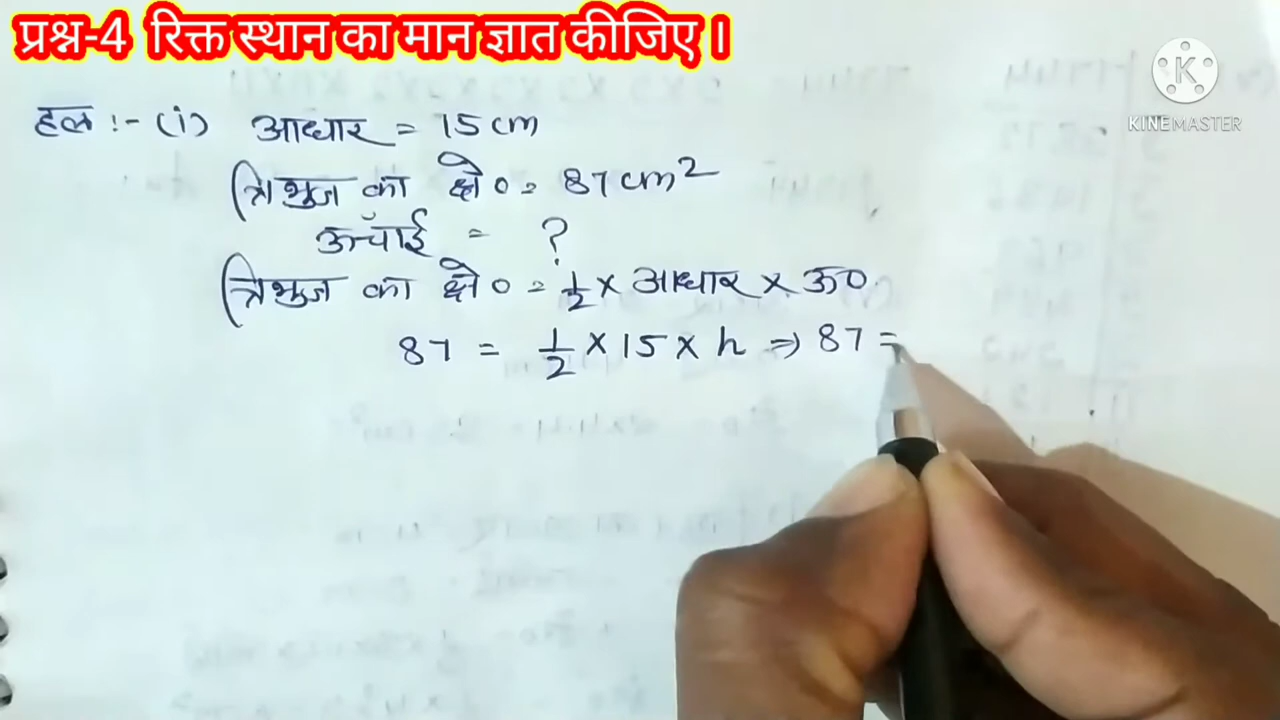 प्रश्न-4 रिक्त स्थान का मान ज्ञात कीजिए ।
K
KINEMASTER
हल :- (i) आधार = 15 cm
त्रिभुज का क्षे० = 87 cm²
ऊँचाई = ?
त्रिभुज का क्षे० = 1/2 × आधार × ऊ०
87 = 1/2 × 15 × h ⇒ 87 =